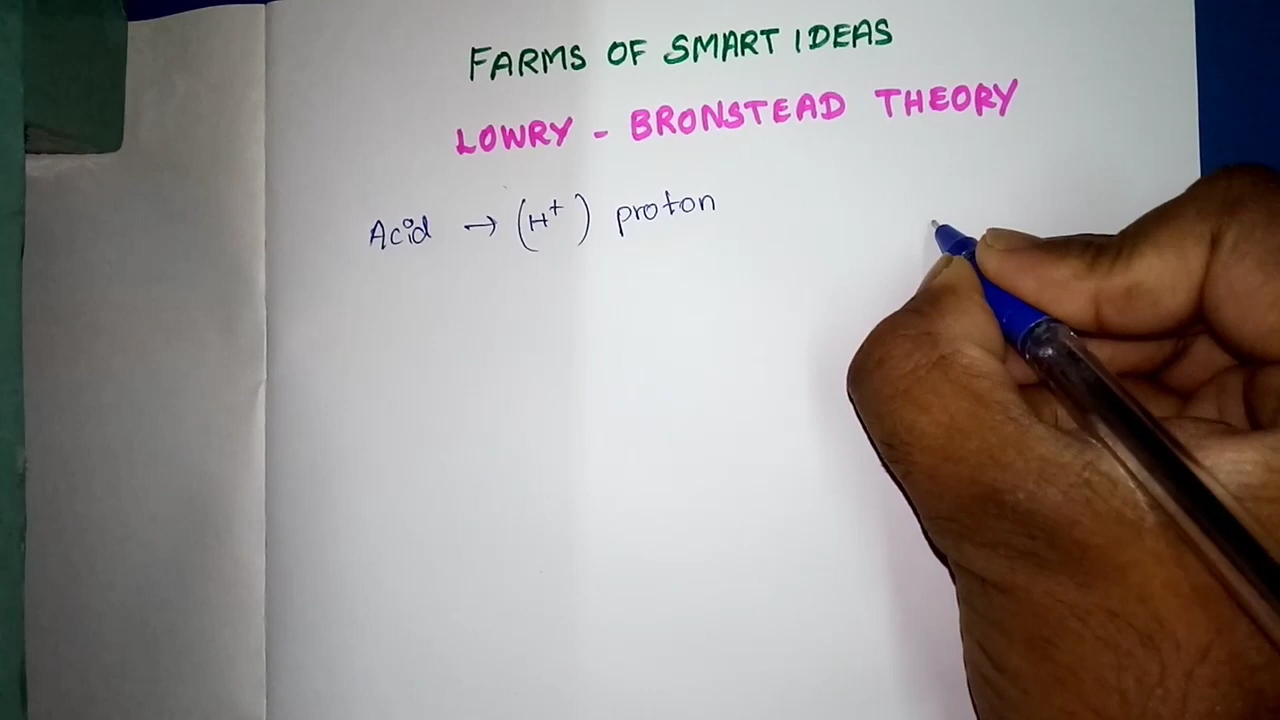 FARMS OF SMART IDEAS
LOWRY - BRONSTEAD THEORY
Acid → (H⁺) proton